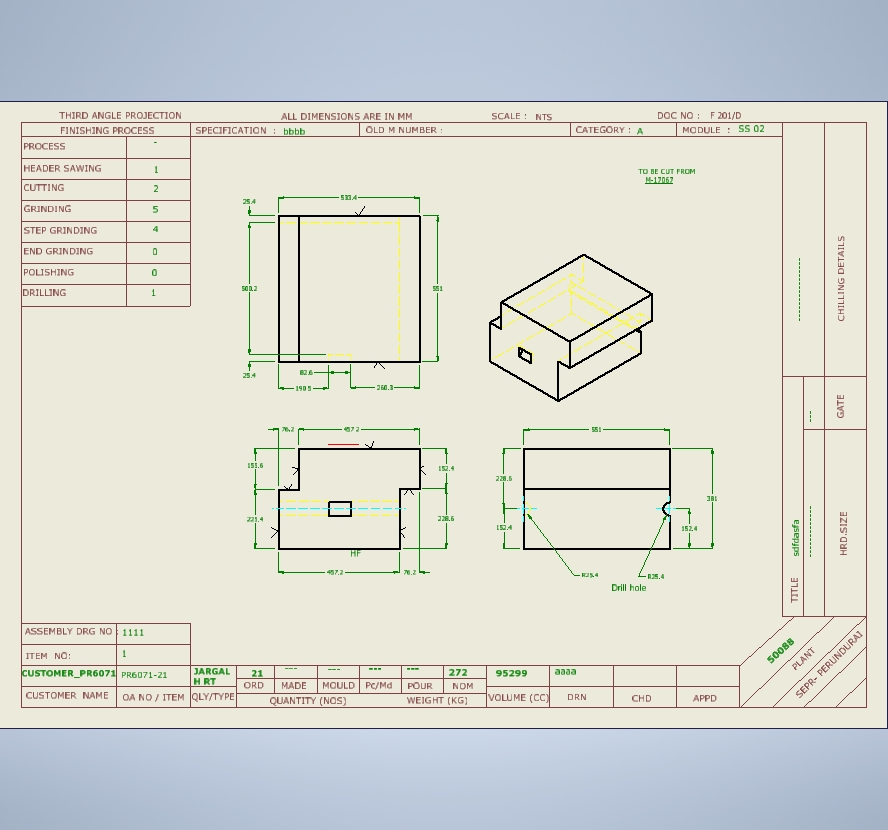 THIRD ANGLE PROJECTION ALL DIMENSIONS ARE IN MM SCALE : NTS DOC NO : F 201/D
FINISHING PROCESS SPECIFICATION : bbbb OLD M NUMBER : CATEGORY : A MODULE : SS 02
PROCESS -
HEADER SAWING 1
CUTTING 2
GRINDING 5
STEP GRINDING 4
END GRINDING 0
POLISHING 0
DRILLING 1
TO BE CUT FROM
M-17067
533.4
25.4
500.2
551
25.4
82.6
190.5
260.3
76.2 457.2
152.4
228.6
HF
457.2 76.2
551
228.6
381
152.4
152.4
R25.4
R25.4
Drill hole
CHILLING DETAILS
GATE
HRD.SIZE
TITLE sdfdasfa
ASSEMBLY DRG NO : 1111
ITEM NO: 1
CUSTOMER_PR6071 PR6071-21 JARGAL
H RT
21 --- --- --- --- 272 95299 aaaa
ORD MADE MOULD Pc/Md POUR NOM
CUSTOMER NAME OA NO / ITEM QLY/TYPE QUANTITY (NOS) WEIGHT (KG) VOLUME (CC) DRN CHD APPD
50088
PLANT
SEPR- PERUNDURAI